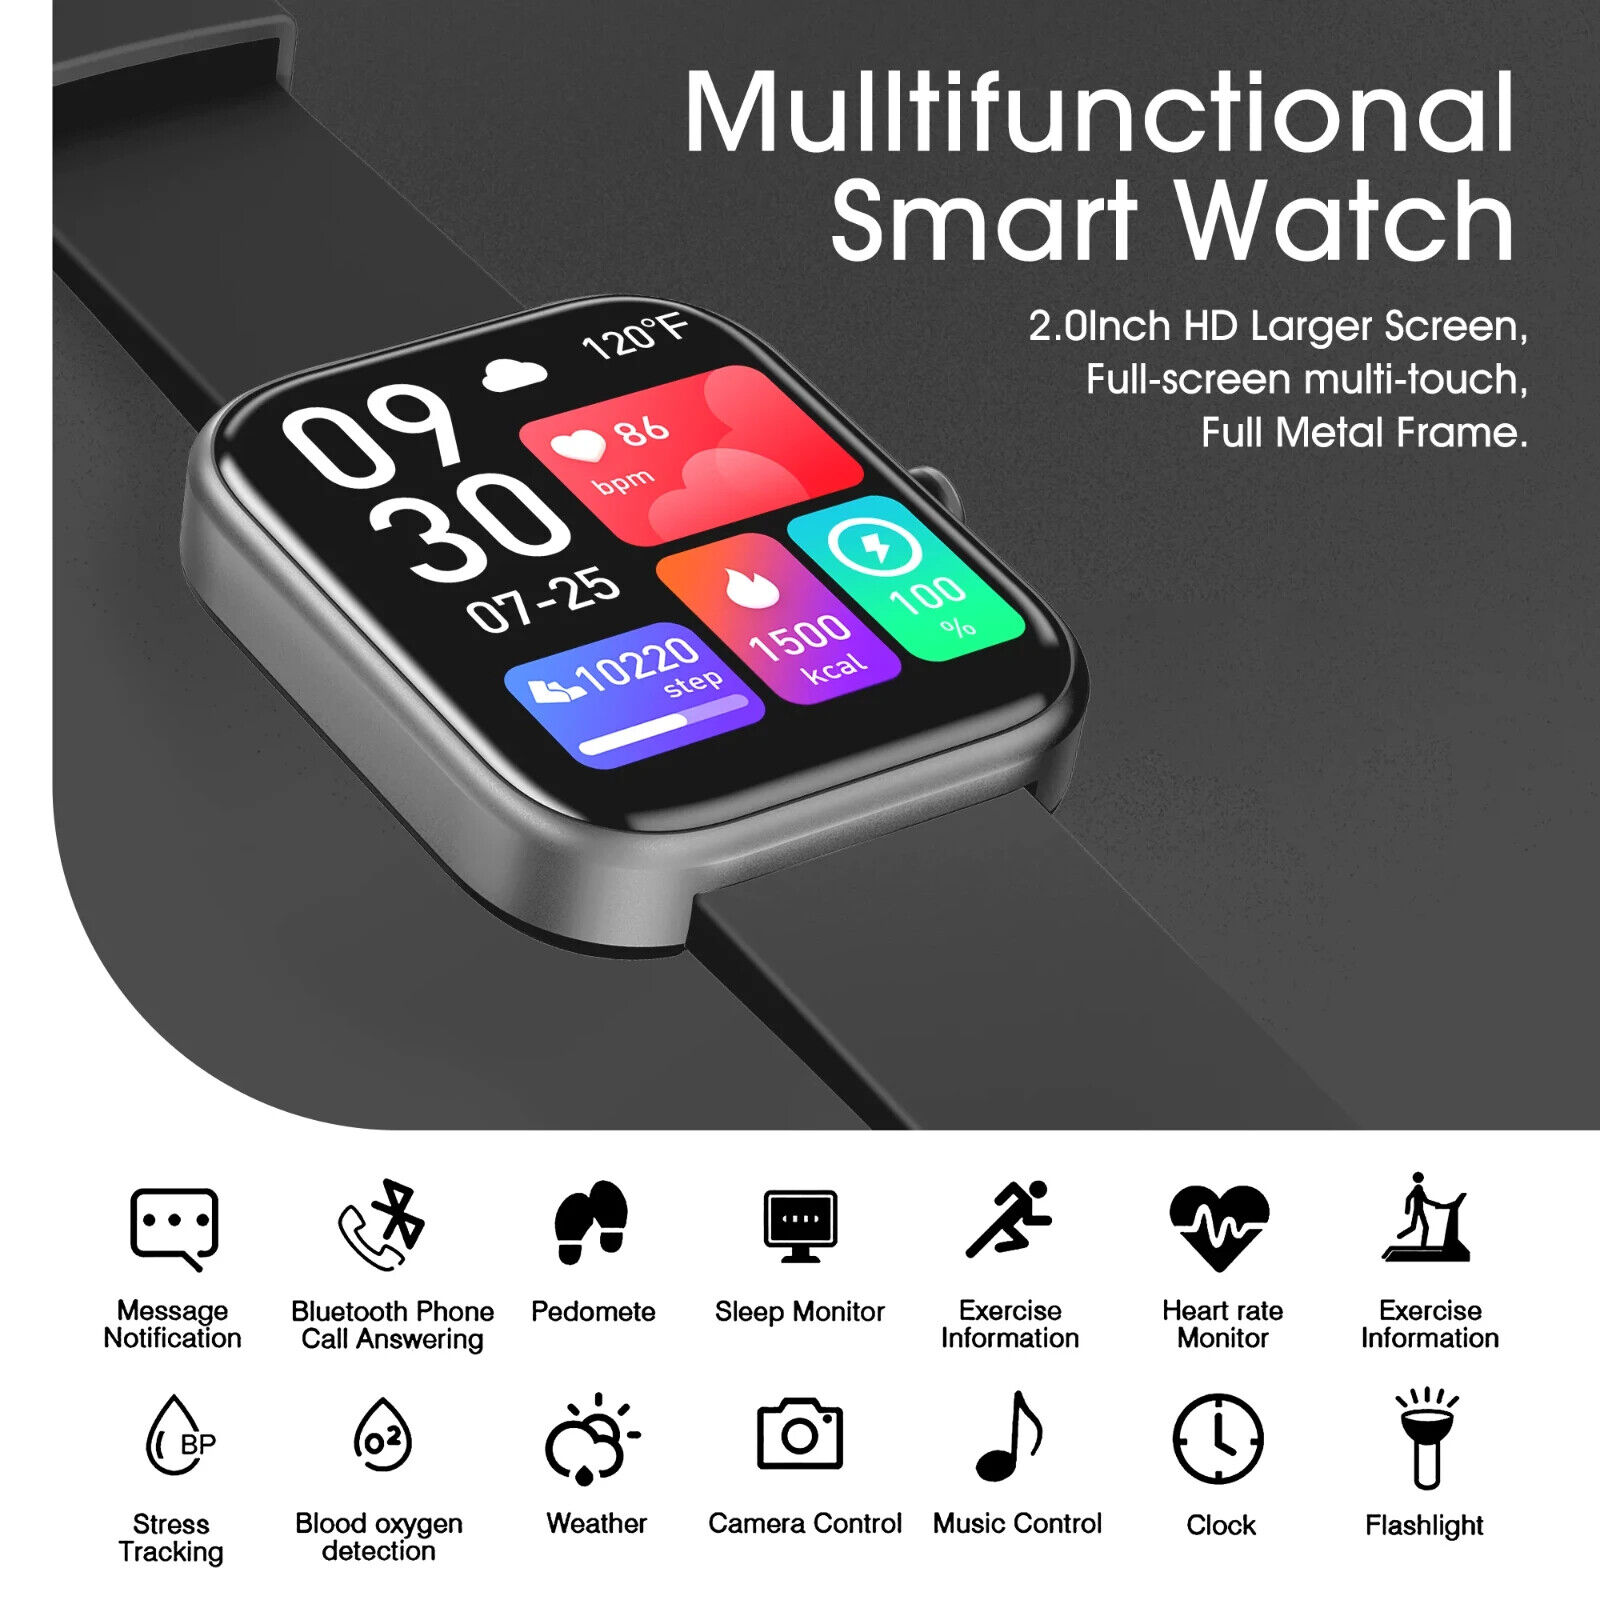 Mulltifunctional
Smart Watch
2.0Inch HD Larger Screen,
Full-screen multi-touch,
Full Metal Frame.
120°F
09
30
07-25
86
bpm
10220
step
1500
kcal
100
%
Message
Notification
Bluetooth Phone
Call Answering
Pedomete
Sleep Monitor
Exercise
Information
Heart rate
Monitor
Exercise
Information
BP
Stress
Tracking
O2
Blood oxygen
detection
Weather
Camera Control
Music Control
Clock
Flashlight